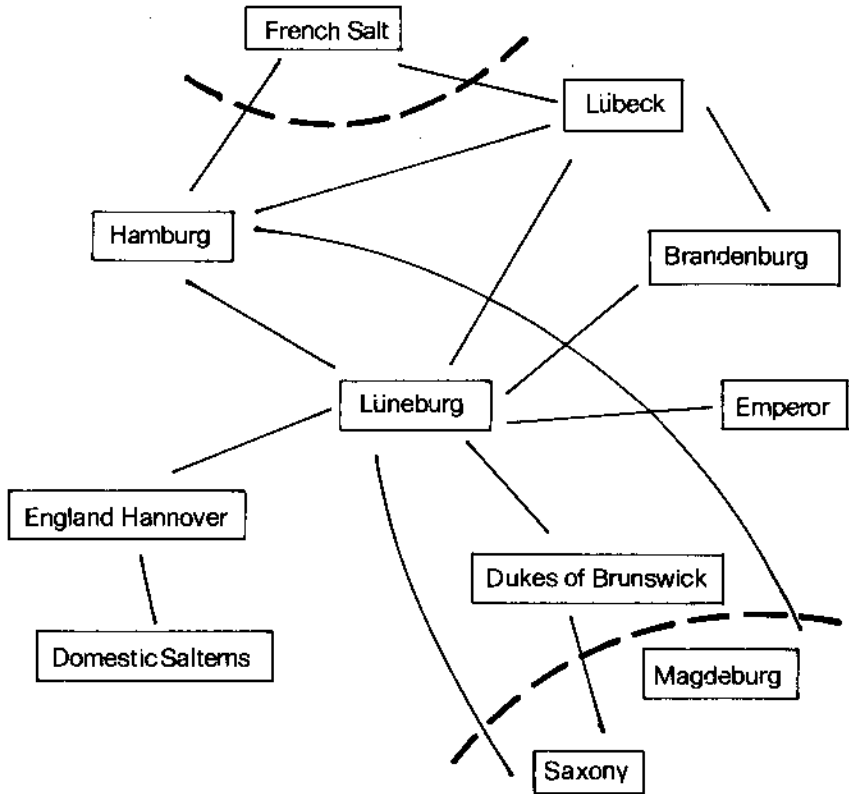 French Salt
Lübeck
Hamburg
Brandenburg
Lüneburg
Emperor
England Hannover
Dukes of Brunswick
Domestic Salterns
Magdeburg
Saxony